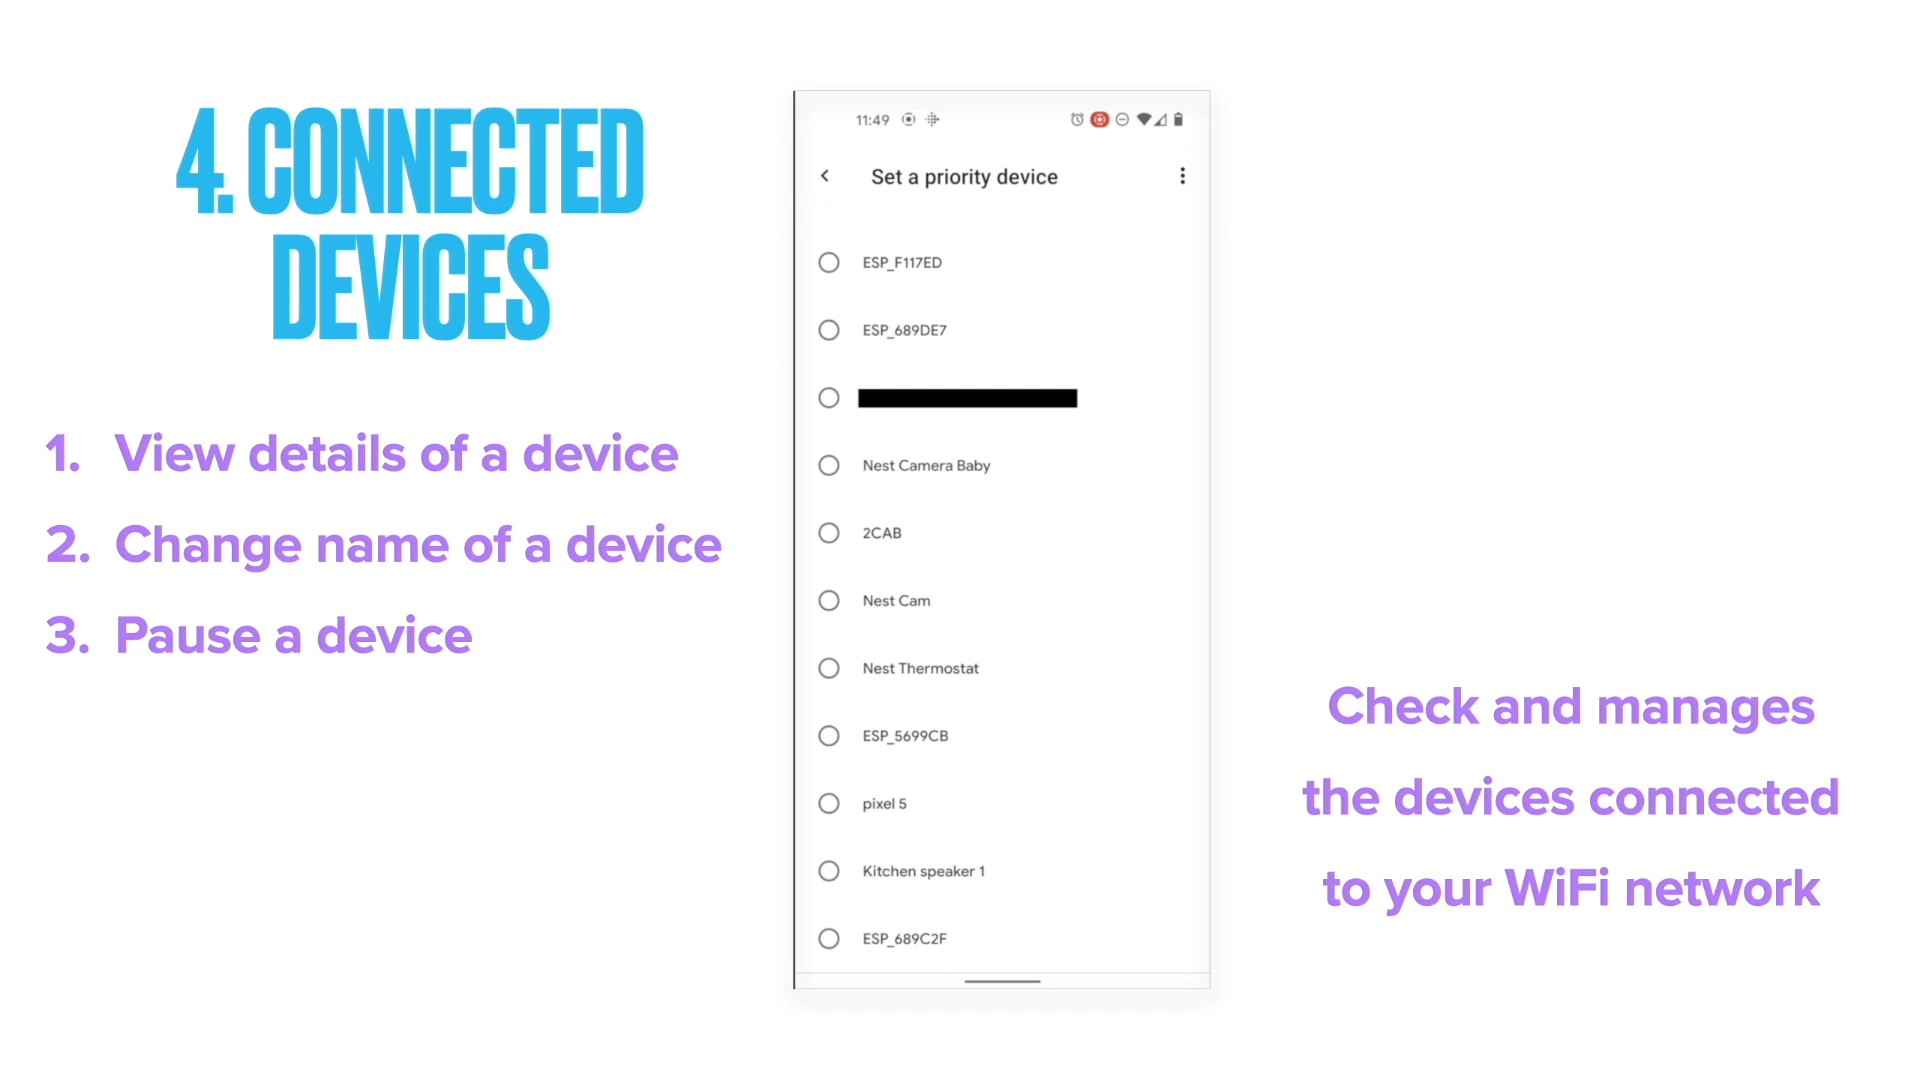 4. CONNECTED
DEVICES
1. View details of a device
2. Change name of a device
3. Pause a device
11:49
Set a priority device
ESP_F117ED
ESP_689DE7
Nest Camera Baby
2CAB
Nest Cam
Nest Thermostat
ESP_5699CB
pixel 5
Kitchen speaker 1
ESP_689C2F
Check and manages
the devices connected
to your WiFi network